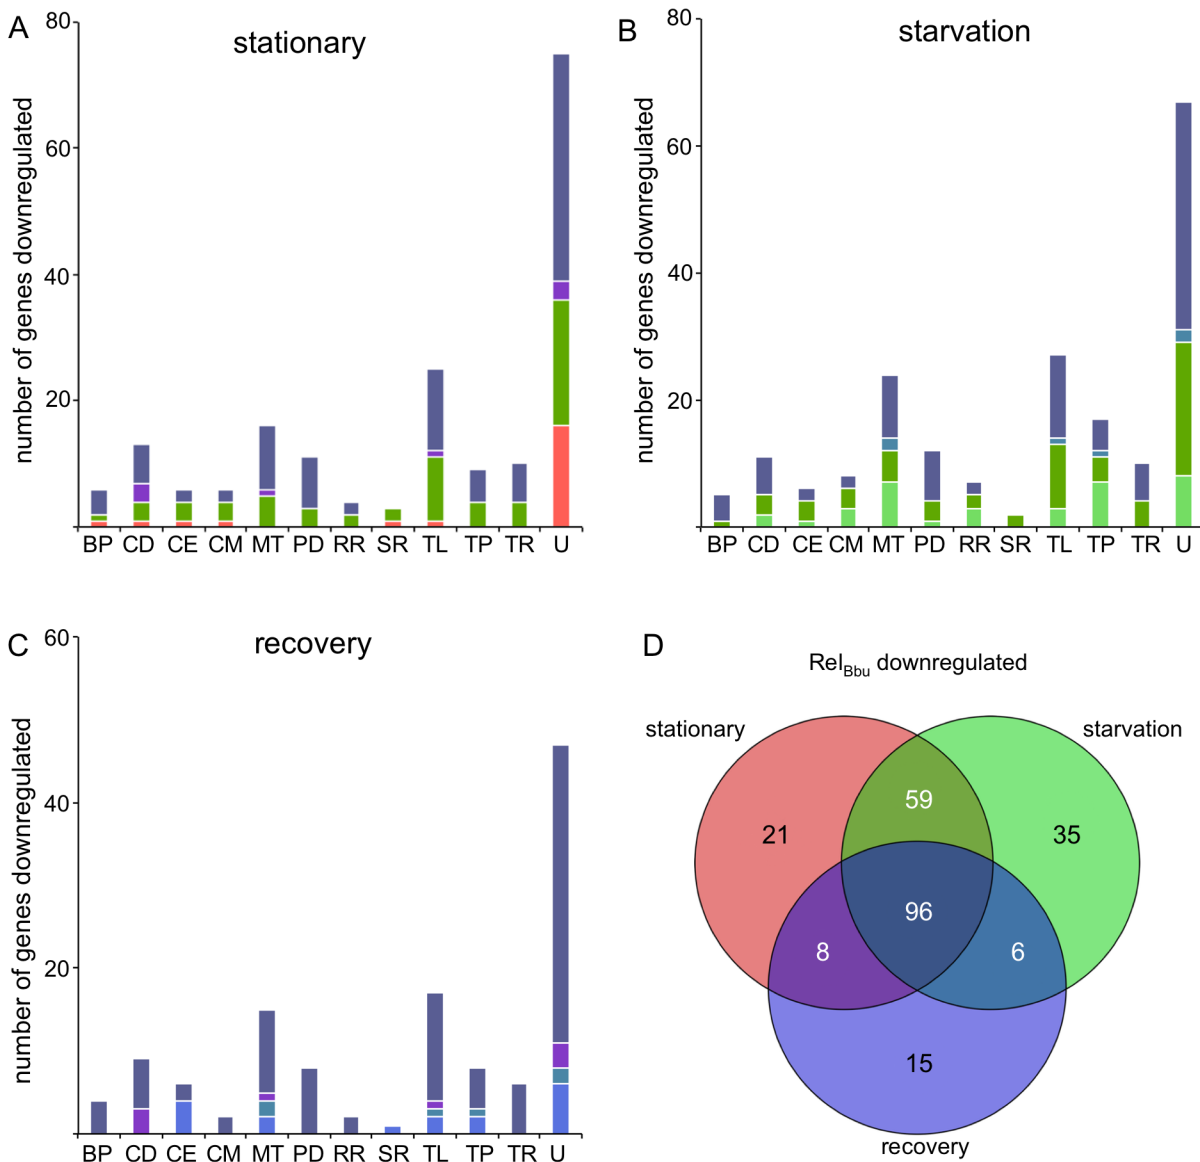 A
stationary
number of genes downregulated
80
60
40
20
BP CD CE CM MT PD RR SR TL TP TR U
B
starvation
number of genes downregulated
80
60
40
20
BP CD CE CM MT PD RR SR TL TP TR U
C
recovery
number of genes downregulated
60
40
20
BP CD CE CM MT PD RR SR TL TP TR U
D
RelBbu downregulated
stationary
starvation
59
21
35
96
8
6
15
recovery